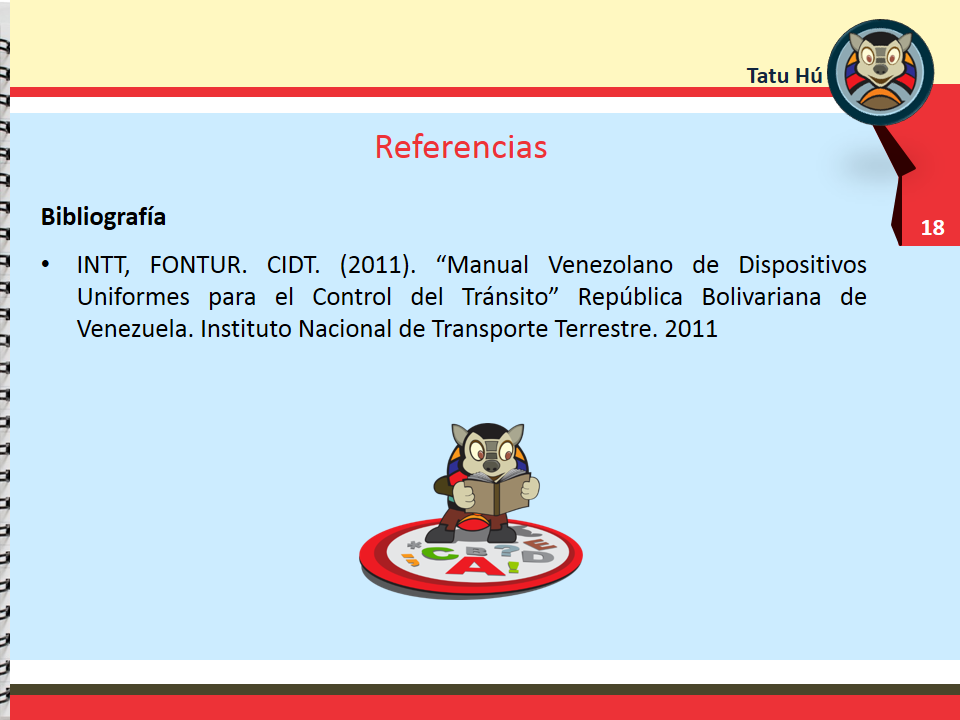 Tatu Hú
Referencias
18
Bibliografía
• INTT, FONTUR. CIDT. (2011). “Manual Venezolano de Dispositivos
Uniformes para el Control del Tránsito” República Bolivariana de
Venezuela. Instituto Nacional de Transporte Terrestre. 2011
* ¡ C B ? E D A !